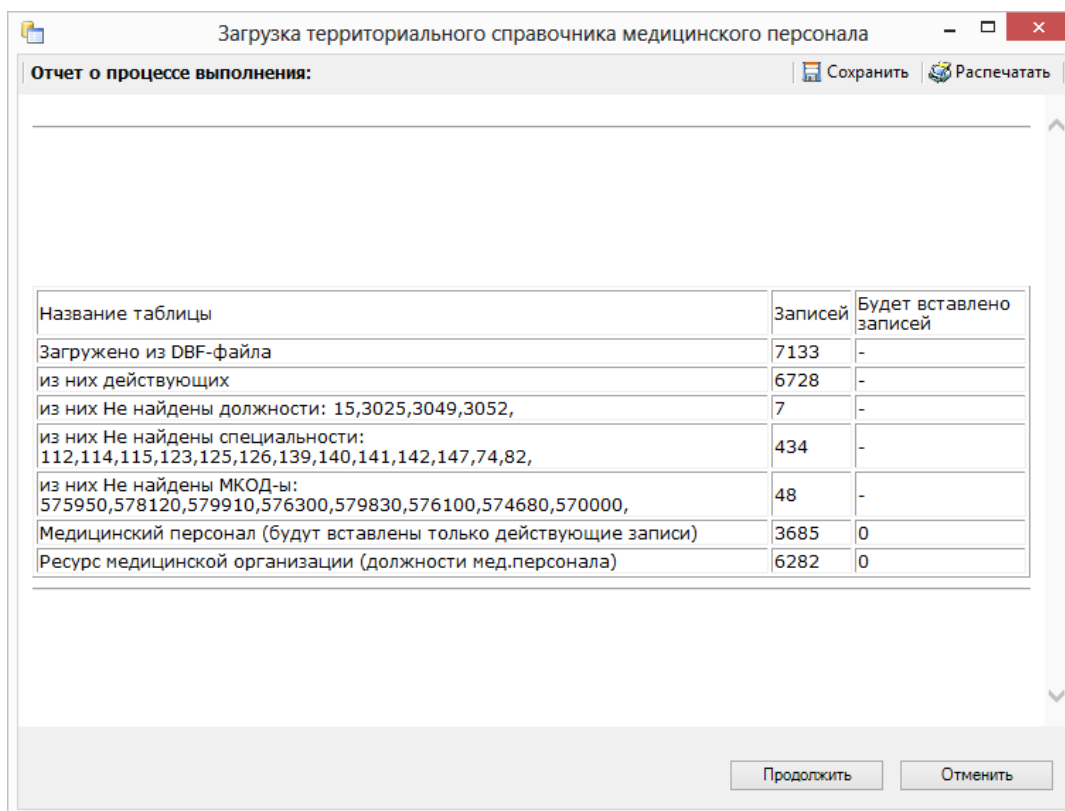 Загрузка территориального справочника медицинского персонала
Отчет о процессе выполнения: Сохранить Распечатать
Название таблицы Записей Будет вставлено записей
Загружено из DBF-файла 7133 -
из них действующих 6728 -
из них Не найдены должности: 15,3025,3049,3052, 7 -
из них Не найдены специальности:
112,114,115,123,125,126,139,140,141,142,147,74,82, 434 -
из них Не найдены МКОД-ы:
575950,578120,579910,576300,579830,576100,574680,570000, 48 -
Медицинский персонал (будут вставлены только действующие записи) 3685 0
Ресурс медицинской организации (должности мед.персонала) 6282 0
Продолжить Отменить